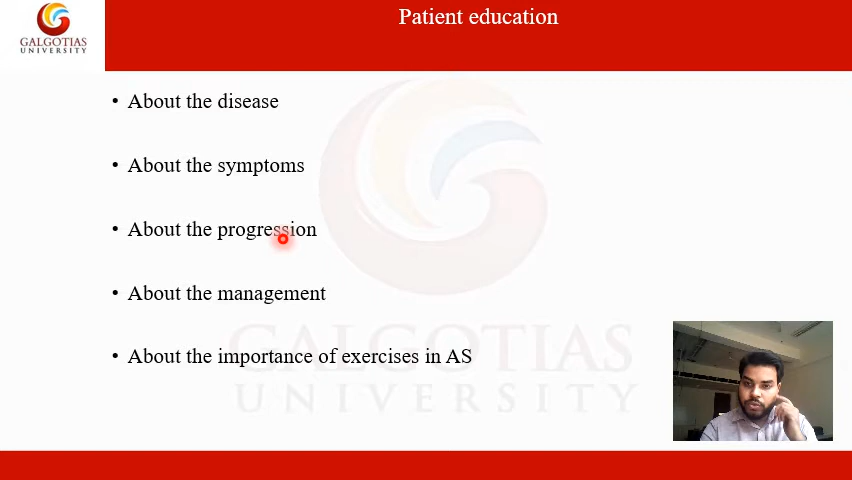 GALGOTIAS
UNIVERSITY
Patient education
• About the disease
• About the symptoms
• About the progression
• About the management
• About the importance of exercises in AS
GALGOTIAS
UNIVERSITY